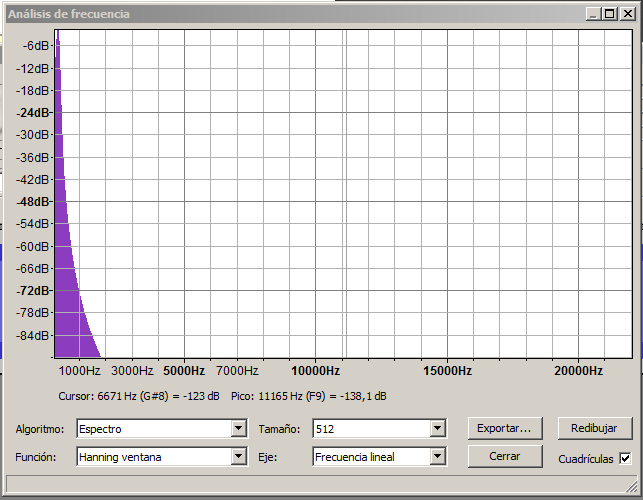 Análisis de frecuencia
-6dB
-12dB
-18dB
-24dB
-30dB
-36dB
-42dB
-48dB
-54dB
-60dB
-66dB
-72dB
-78dB
-84dB
1000Hz 3000Hz 5000Hz 7000Hz 10000Hz 15000Hz 20000Hz
Cursor: 6671 Hz (G#8) = -123 dB Pico: 11165 Hz (F9) = -138,1 dB
Algoritmo: Espectro Tamaño: 512 Exportar... Redibujar
Función: Hanning ventana Eje: Frecuencia lineal Cerrar Cuadrículas